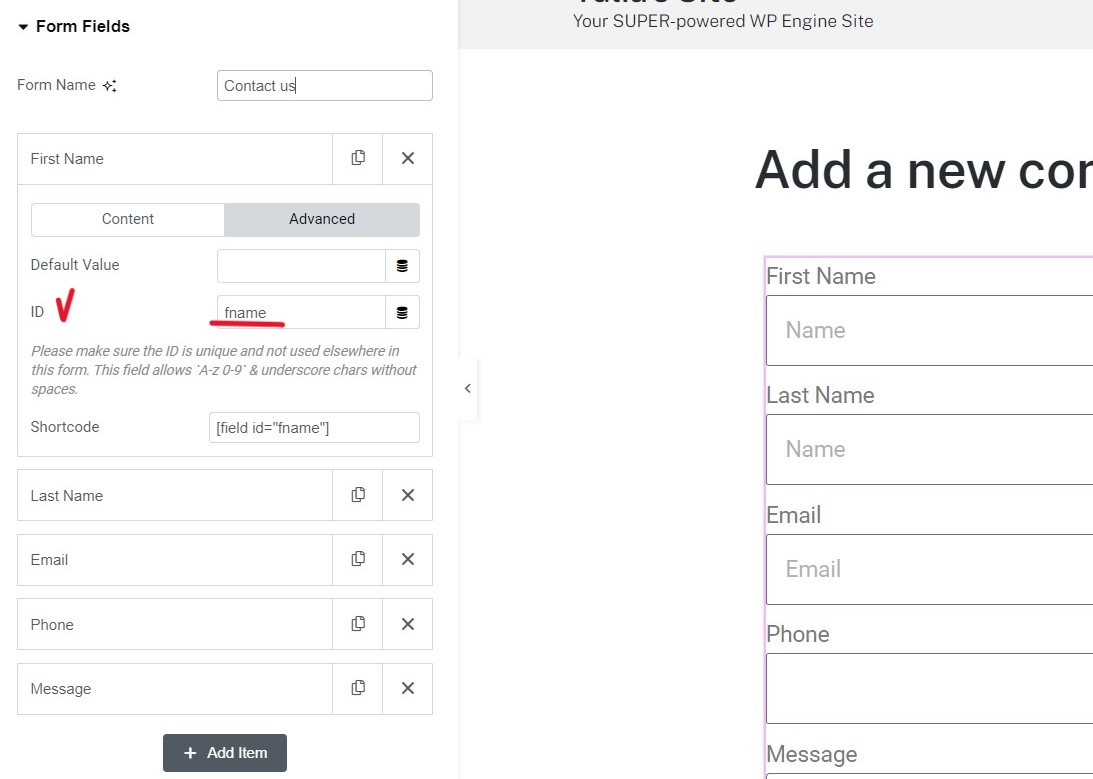 Form Fields
Form Name
Contact us
First Name
Content
Advanced
Default Value
ID
fname
Please make sure the ID is unique and not used elsewhere in
this form. This field allows `A-z 0-9` & underscore chars without
spaces.
Shortcode
[field id="fname"]
Last Name
Email
Phone
Message
+ Add Item
Your SUPER-powered WP Engine Site
Add a new
First Name
Name
Last Name
Name
Email
Email
Phone
Message